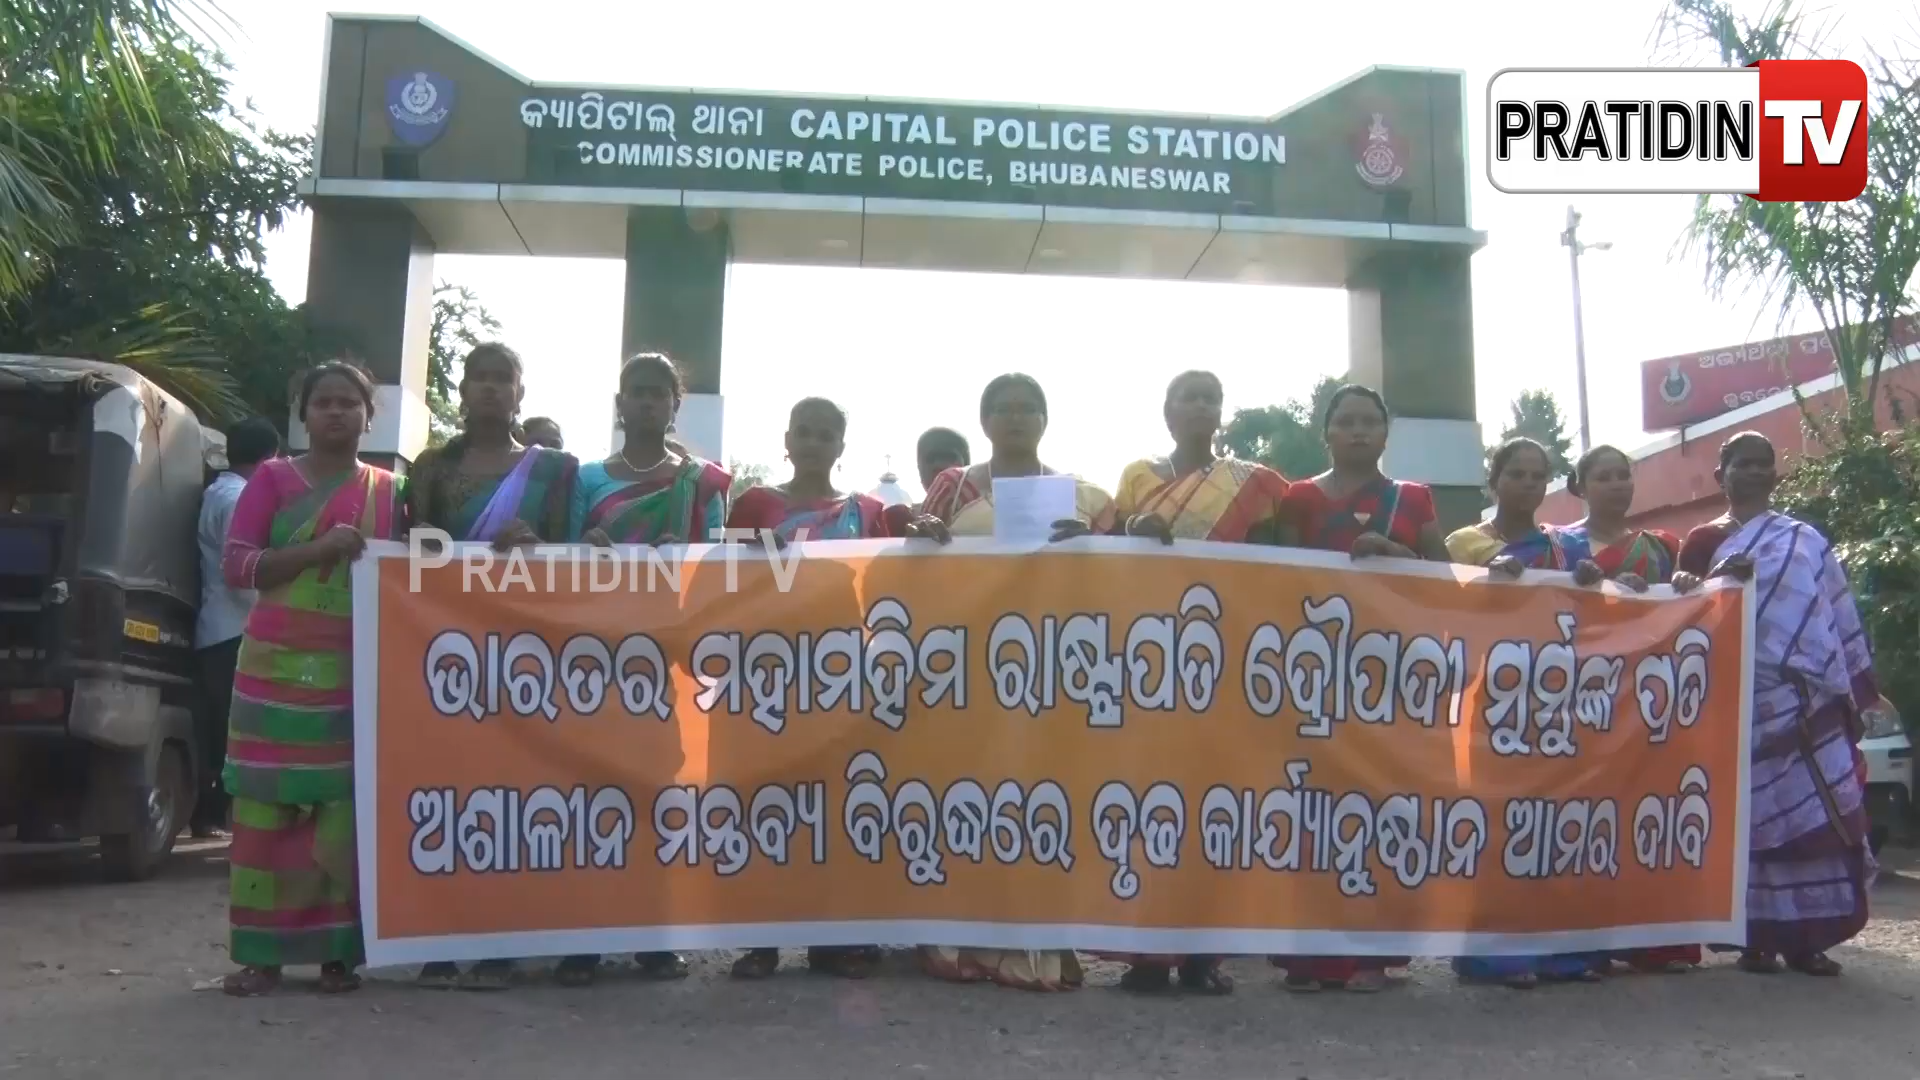 କ୍ୟାପିଟାଲ୍ ଥାନା CAPITAL POLICE STATION
COMMISSIONERATE POLICE, BHUBANESWAR
PRATIDIN TV
PRATIDIN TV
ଭାରତର ମହାମହିମ ରାଷ୍ଟ୍ରପତି ଦ୍ରୌପଦୀ ମୁର୍ମୁଙ୍କ ପ୍ରତି
ଅଶାଳୀନ ମନ୍ତବ୍ୟ ବିରୁଦ୍ଧରେ ଦୃଢ କାର୍ଯ୍ୟାନୁଷ୍ଠାନ ଆମର ଦାବି